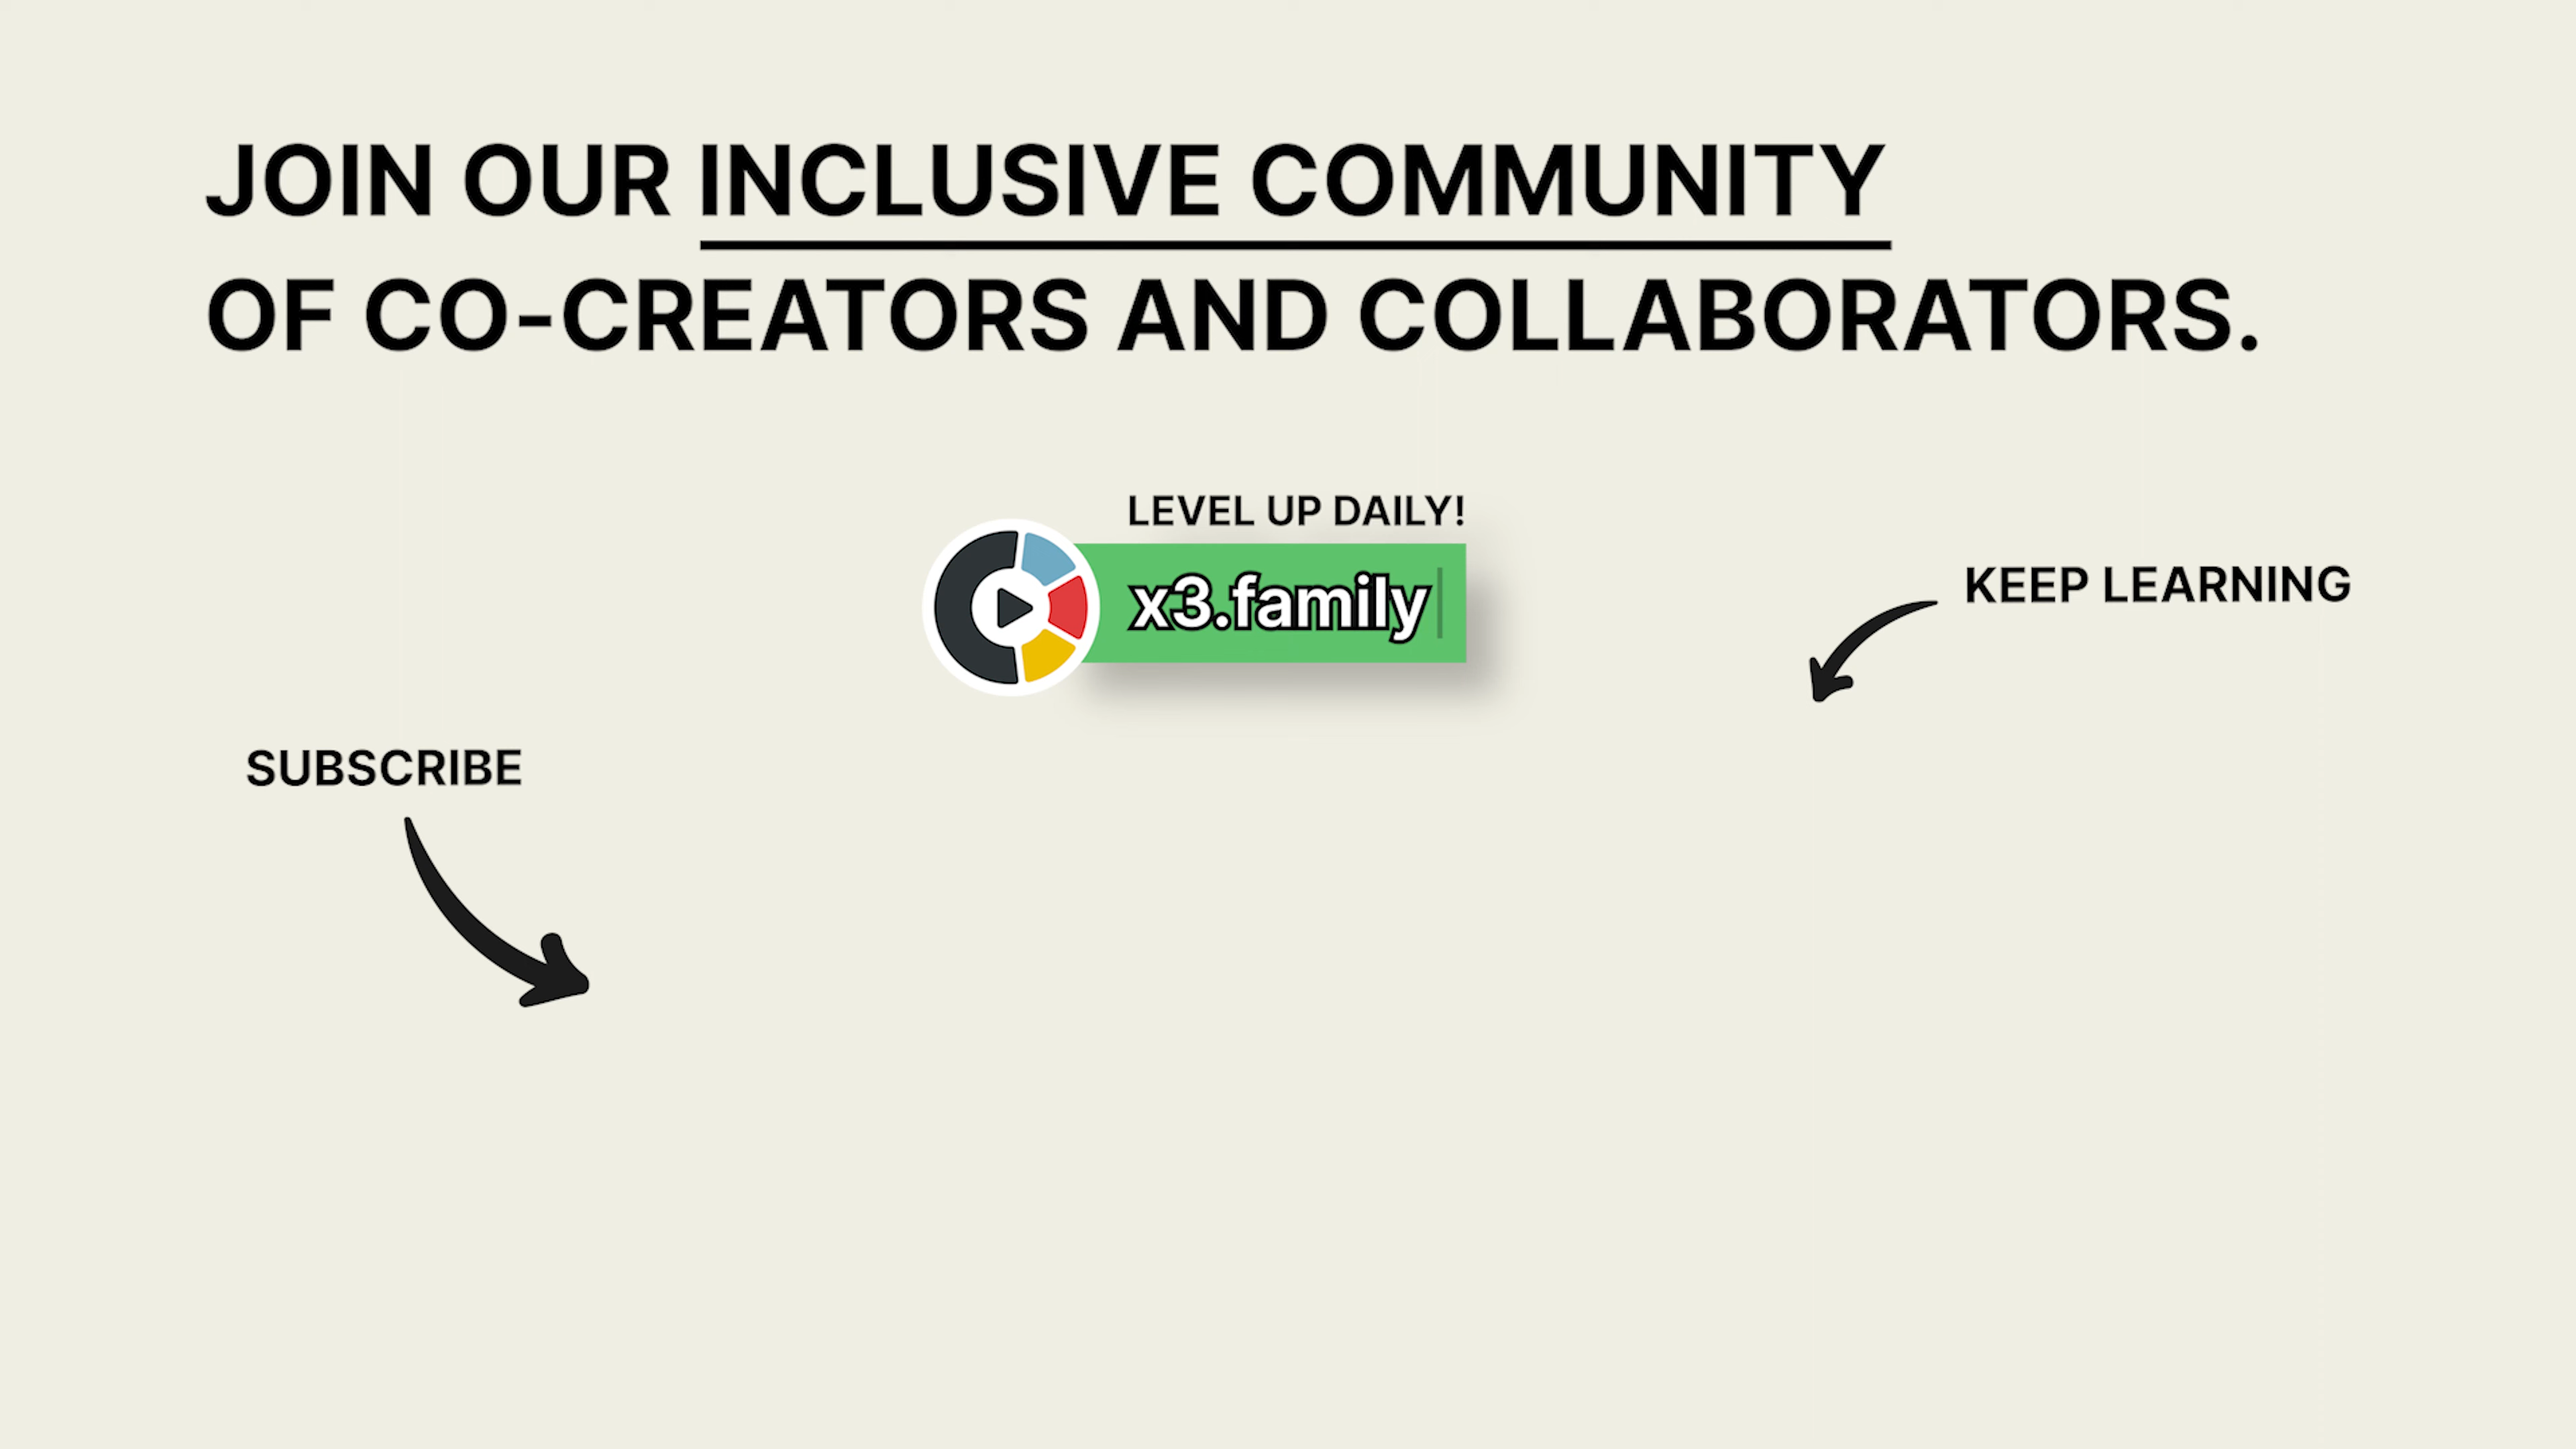 JOIN OUR INCLUSIVE COMMUNITY
OF CO-CREATORS AND COLLABORATORS.
LEVEL UP DAILY!
x3.family
KEEP LEARNING
SUBSCRIBE